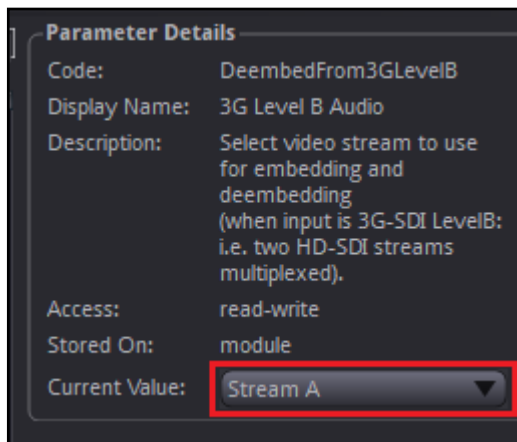 Parameter Details
Code: DeembedFrom3GLevelB
Display Name: 3G Level B Audio
Description: Select video stream to use
for embedding and
deembedding
(when input is 3G-SDI LevelB:
i.e. two HD-SDI streams
multiplexed).
Access: read-write
Stored On: module
Current Value: Stream A